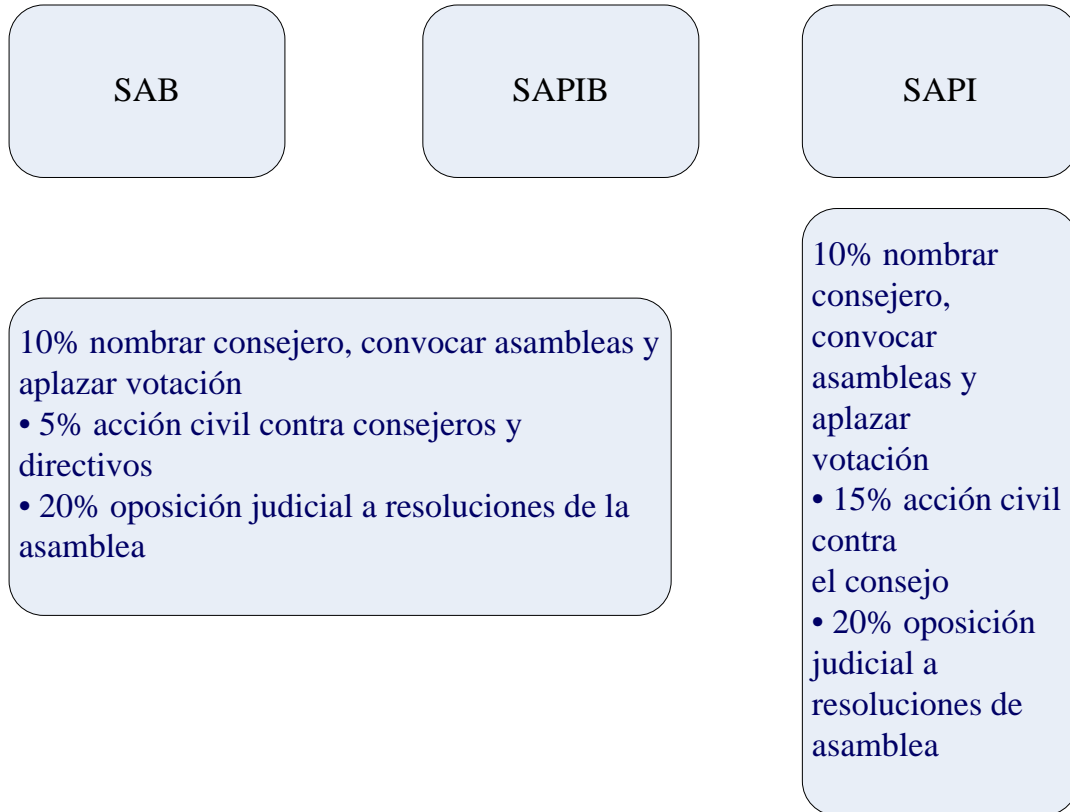 SAB
SAPIB
SAPI
10% nombrar consejero, convocar asambleas y
aplazar votación
• 5% acción civil contra consejeros y
directivos
• 20% oposición judicial a resoluciones de la
asamblea
10% nombrar
consejero,
convocar
asambleas y
aplazar
votación
• 15% acción civil
contra
el consejo
• 20% oposición
judicial a
resoluciones de
asamblea